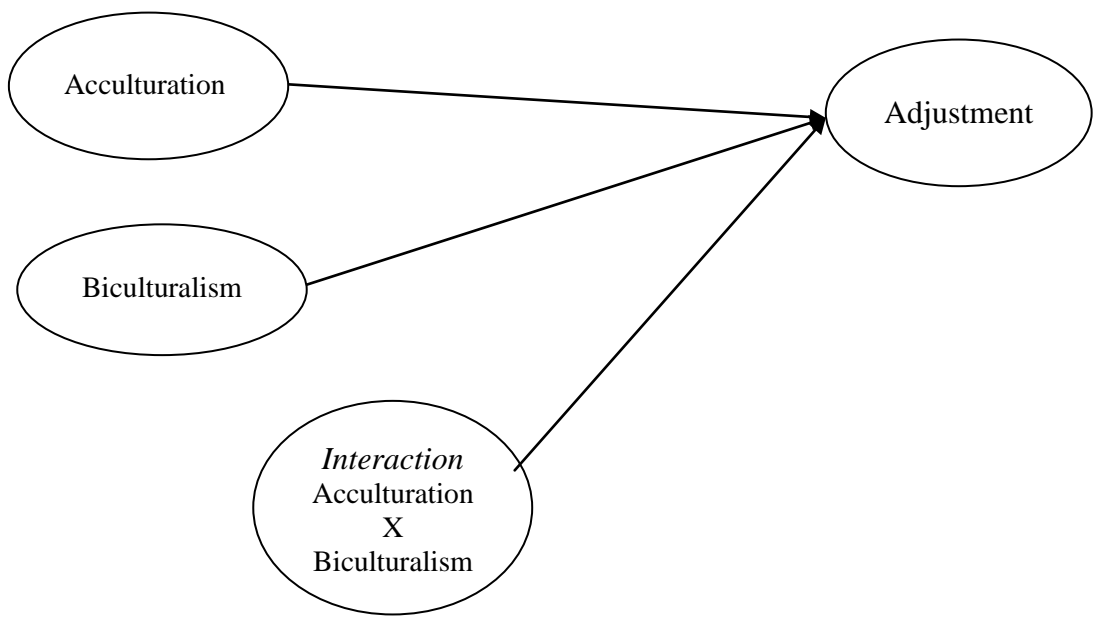 Acculturation
Adjustment
Biculturalism
Interaction
Acculturation
X
Biculturalism